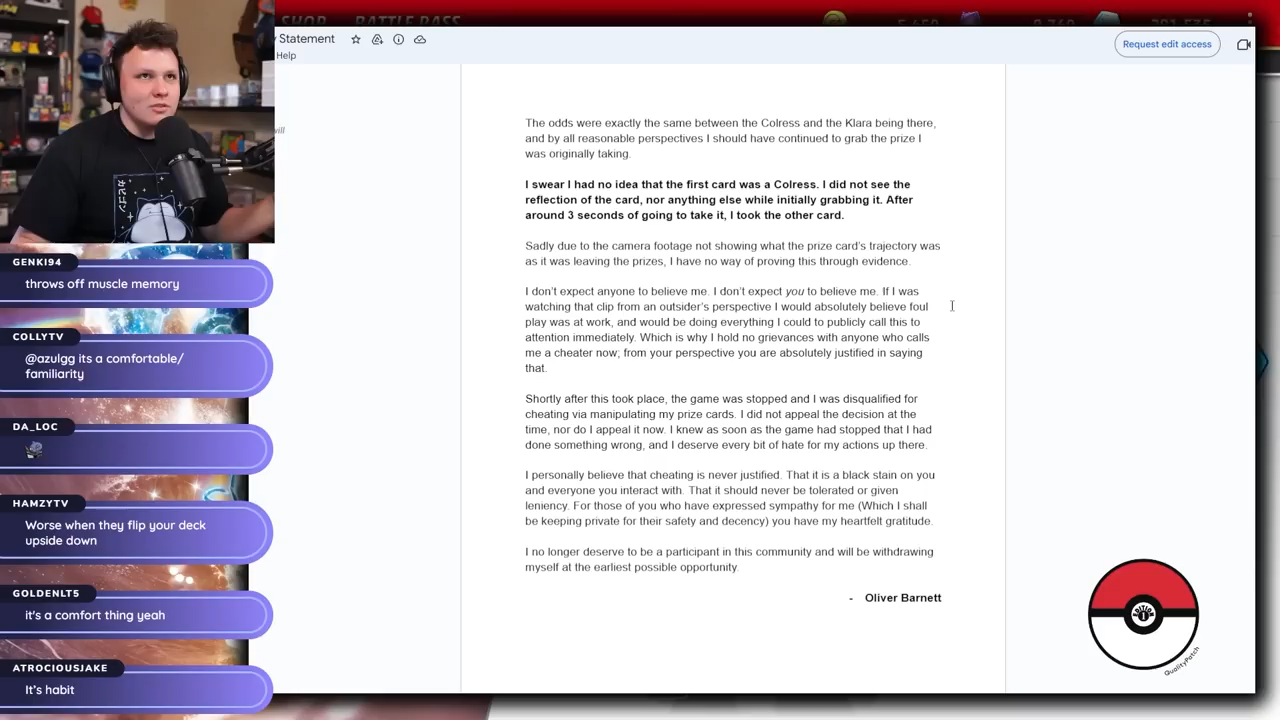 SHOP BATTLE PASS
Statement
Help
Request edit access
will
The odds were exactly the same between the Colress and the Klara being there,
and by all reasonable perspectives I should have continued to grab the prize I
was originally taking.
I swear I had no idea that the first card was a Colress. I did not see the
reflection of the card, nor anything else while initially grabbing it. After
around 3 seconds of going to take it, I took the other card.
Sadly due to the camera footage not showing what the prize card's trajectory was
as it was leaving the prizes, I have no way of proving this through evidence.
I don't expect anyone to believe me. I don't expect you to believe me. If I was
watching that clip from an outsider's perspective I would absolutely believe foul
play was at work, and would be doing everything I could to publicly call this to
attention immediately. Which is why I hold no grievances with anyone who calls
me a cheater now; from your perspective you are absolutely justified in saying
that.
Shortly after this took place, the game was stopped and I was disqualified for
cheating via manipulating my prize cards. I did not appeal the decision at the
time, nor do I appeal it now. I knew as soon as the game had stopped that I had
done something wrong, and I deserve every bit of hate for my actions up there.
I personally believe that cheating is never justified. That it is a black stain on you
and everyone you interact with. That it should never be tolerated or given
leniency. For those of you who have expressed sympathy for me (Which I shall
be keeping private for their safety and decency) you have my heartfelt gratitude.
I no longer deserve to be a participant in this community and will be withdrawing
myself at the earliest possible opportunity.
- Oliver Barnett
GENKI94
throws off muscle memory
COLLYTV
@azulgg its a comfortable/
familiarity
DA_LOC
HAMZYTV
Worse when they flip your deck
upside down
GOLDENLT5
it's a comfort thing yeah
ATROCIOUSJAKE
It's habit
QualityPatch